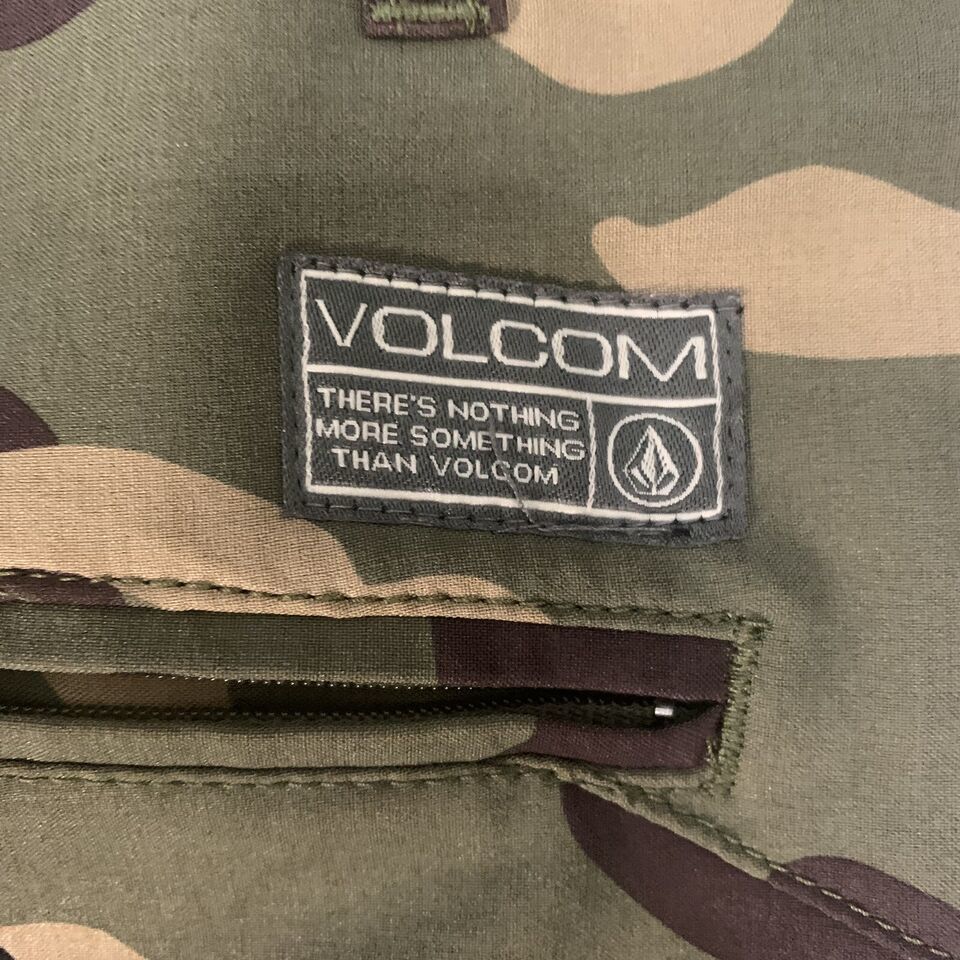 VOLCOM
THERE'S NOTHING
MORE SOMETHING
THAN VOLCOM